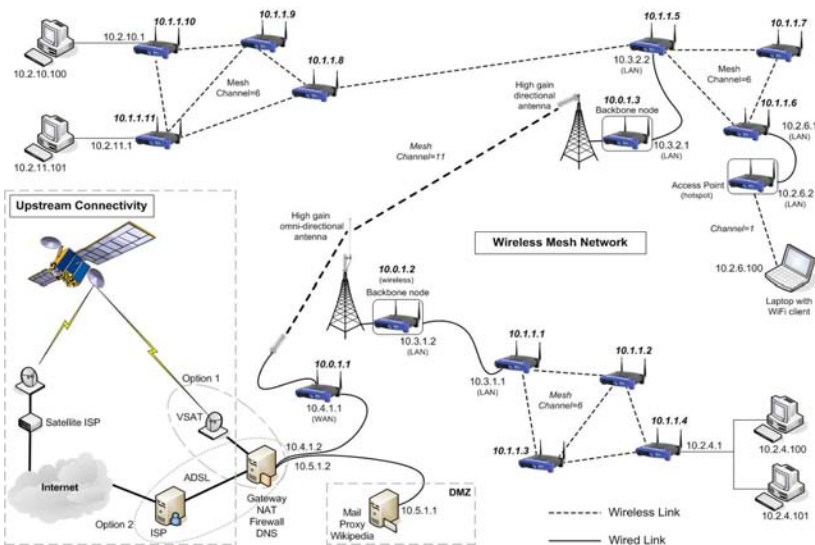 10.1.1.10
10.1.1.9
10.2.10.1
10.2.10.100
10.1.1.8
Mesh
Channel=6
10.1.1.11
10.2.11.1
10.2.11.101
10.1.1.5
10.1.1.7
10.3.2.2
(LAN)
Mesh
Channel=6
High gain
directional
antenna
10.0.1.3
Backbone node
10.3.2.1
(LAN)
10.1.1.6
10.2.6.1
(LAN)
Access Point
(hotspot)
10.2.6.2
(LAN)
Channel=1
10.2.6.100
Laptop with
WiFi client
Mesh
Channel=11
Upstream Connectivity
High gain
omni-directional
antenna
Wireless Mesh Network
10.0.1.2
(wireless)
Backbone node
10.3.1.2
(LAN)
10.1.1.1
10.3.1.1
(LAN)
10.1.1.2
Mesh
Channel=6
10.1.1.3
10.1.1.4
10.2.4.1
10.2.4.100
10.2.4.101
10.0.1.1
10.4.1.1
(WAN)
Option 1
VSAT
Satellite ISP
10.4.1.2
10.5.1.2
ADSL
Internet
Option 2
ISP
Gateway
NAT
Firewall
DNS
DMZ
10.5.1.1
Mail
Proxy
Wikipedia
Wireless Link
Wired Link